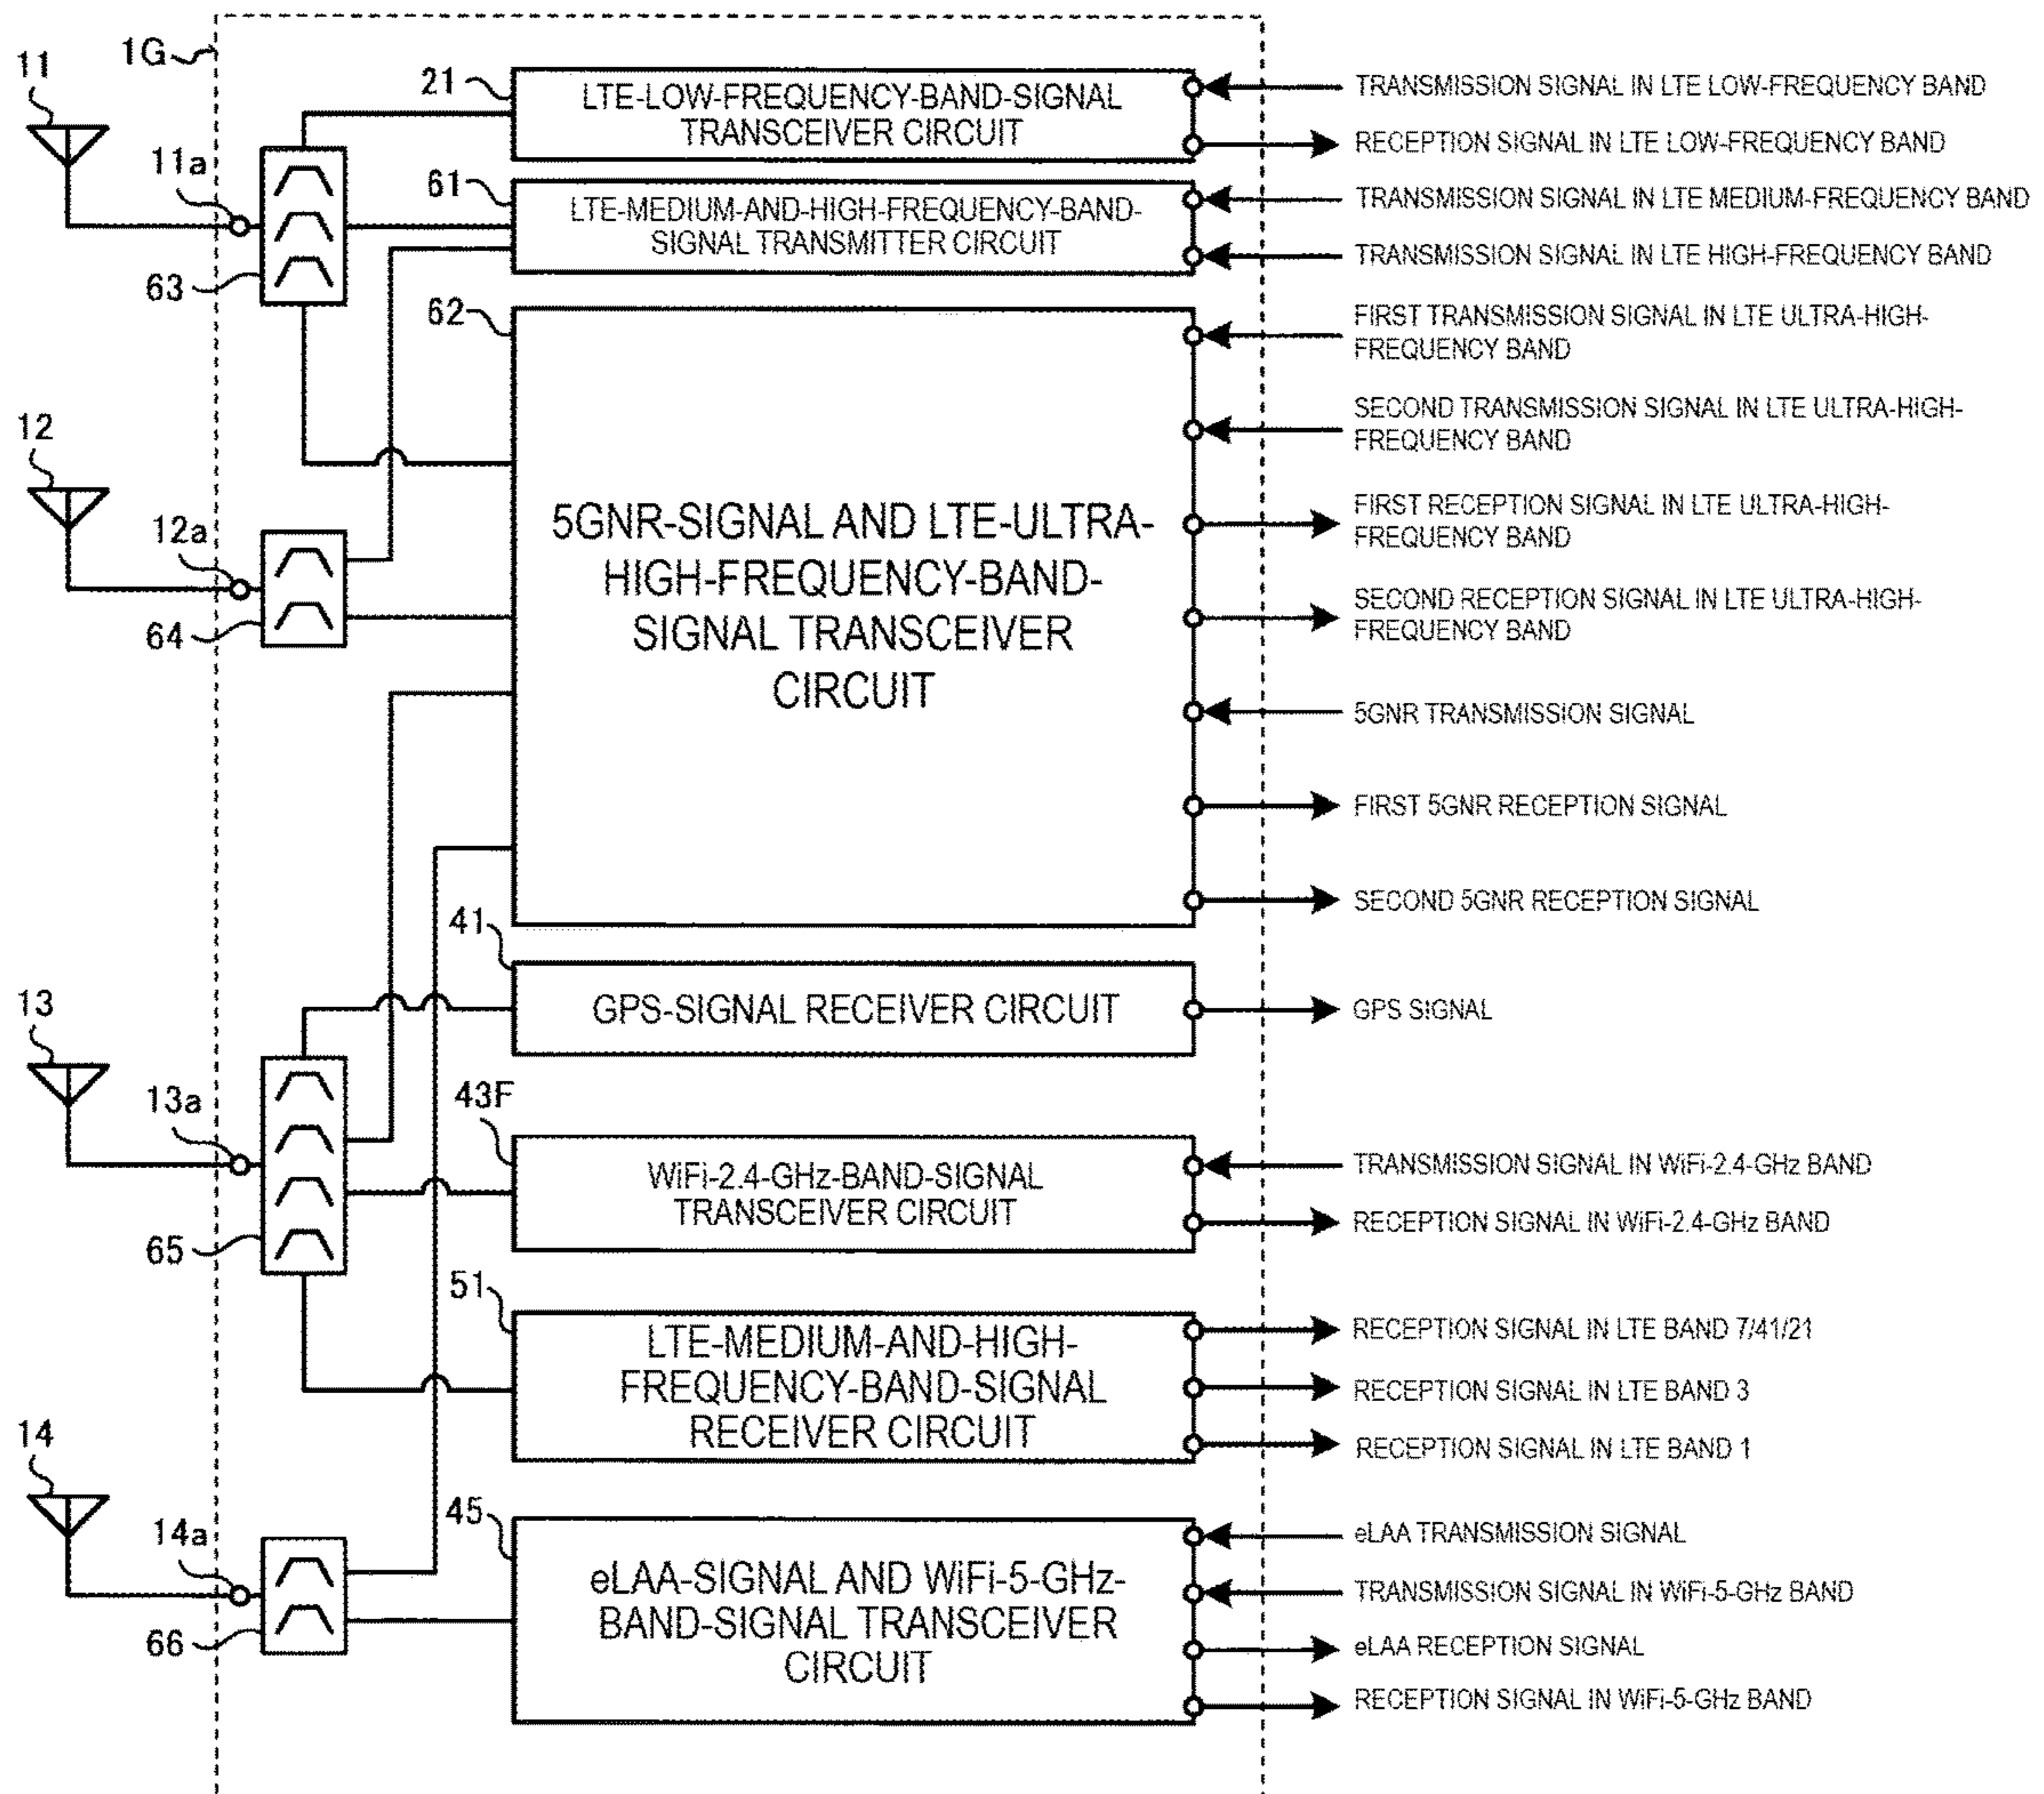 1G
11
11a
63
21
LTE-LOW-FREQUENCY-BAND-SIGNAL
TRANSCEIVER CIRCUIT
TRANSMISSION SIGNAL IN LTE LOW-FREQUENCY BAND
RECEPTION SIGNAL IN LTE LOW-FREQUENCY BAND
61
LTE-MEDIUM-AND-HIGH-FREQUENCY-BAND-
SIGNAL TRANSMITTER CIRCUIT
TRANSMISSION SIGNAL IN LTE MEDIUM-FREQUENCY BAND
TRANSMISSION SIGNAL IN LTE HIGH-FREQUENCY BAND
12
12a
64
62
5GNR-SIGNAL AND LTE-ULTRA-
HIGH-FREQUENCY-BAND-
SIGNAL TRANSCEIVER
CIRCUIT
FIRST TRANSMISSION SIGNAL IN LTE ULTRA-HIGH-
FREQUENCY BAND
SECOND TRANSMISSION SIGNAL IN LTE ULTRA-HIGH-
FREQUENCY BAND
FIRST RECEPTION SIGNAL IN LTE ULTRA-HIGH-
FREQUENCY BAND
SECOND RECEPTION SIGNAL IN LTE ULTRA-HIGH-
FREQUENCY BAND
5GNR TRANSMISSION SIGNAL
FIRST 5GNR RECEPTION SIGNAL
SECOND 5GNR RECEPTION SIGNAL
13
13a
65
41
GPS-SIGNAL RECEIVER CIRCUIT
GPS SIGNAL
43F
WiFi-2.4-GHz-BAND-SIGNAL
TRANSCEIVER CIRCUIT
TRANSMISSION SIGNAL IN WiFi-2.4-GHz BAND
RECEPTION SIGNAL IN WiFi-2.4-GHz BAND
51
LTE-MEDIUM-AND-HIGH-
FREQUENCY-BAND-SIGNAL
RECEIVER CIRCUIT
RECEPTION SIGNAL IN LTE BAND 7/41/21
RECEPTION SIGNAL IN LTE BAND 3
RECEPTION SIGNAL IN LTE BAND 1
14
14a
66
45
eLAA-SIGNAL AND WiFi-5-GHz-
BAND-SIGNAL TRANSCEIVER
CIRCUIT
eLAA TRANSMISSION SIGNAL
TRANSMISSION SIGNAL IN WiFi-5-GHz BAND
eLAA RECEPTION SIGNAL
RECEPTION SIGNAL IN WiFi-5-GHz BAND